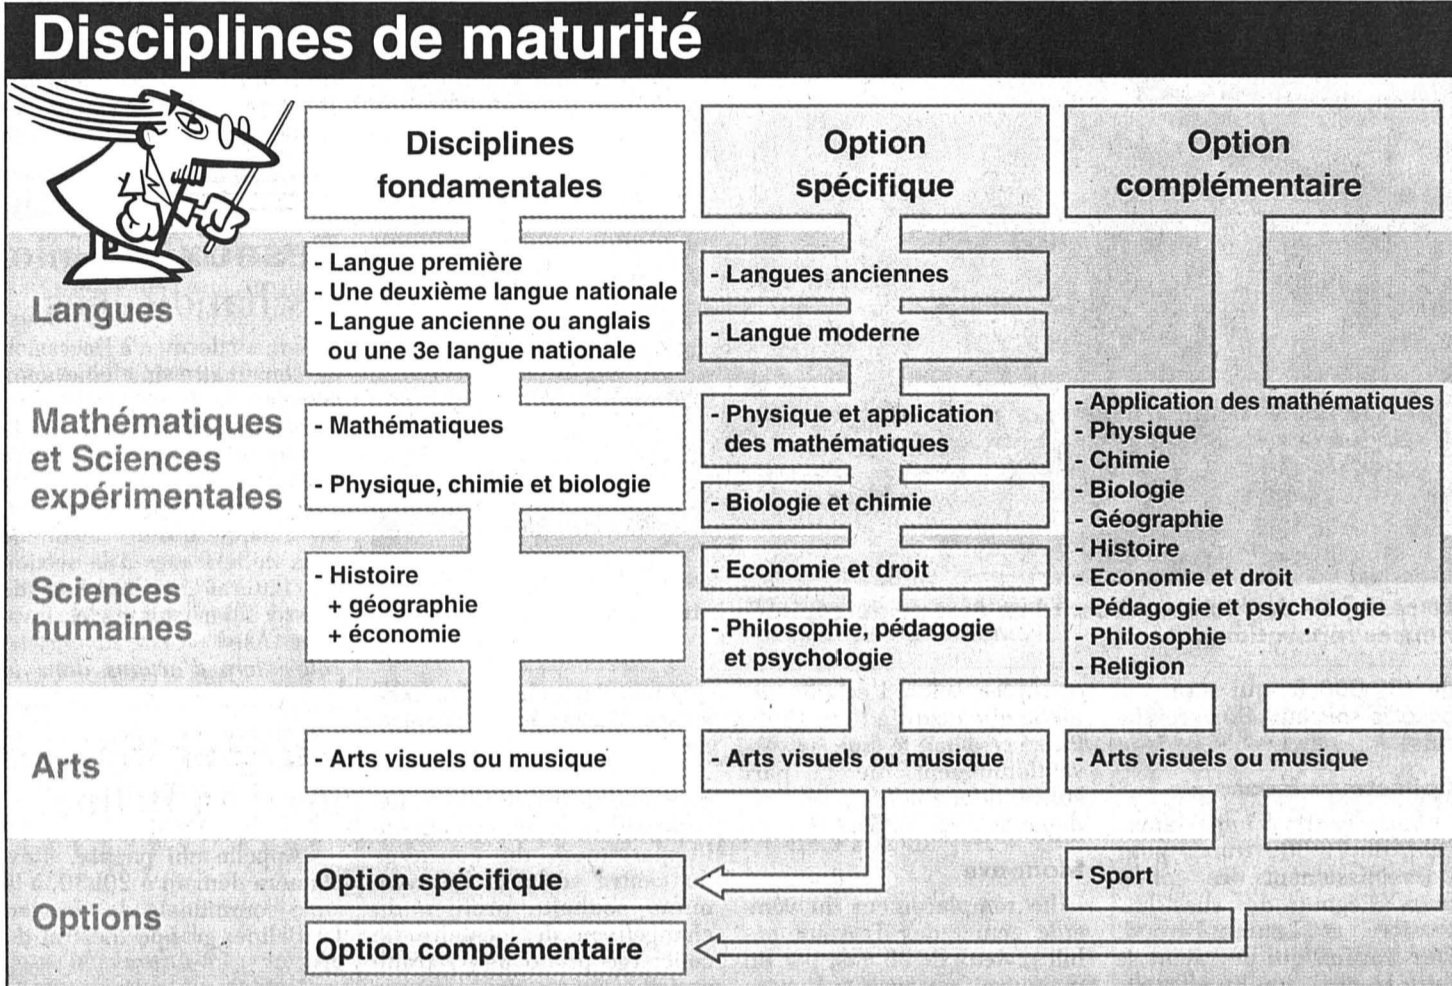 Disciplines de maturité
Disciplines
fondamentales
Option
spécifique
Option
complémentaire
Langues
- Langue première
- Une deuxième langue nationale
- Langue ancienne ou anglais
ou une 3e langue nationale
- Langues anciennes
- Langue moderne
Mathématiques
et Sciences
expérimentales
- Mathématiques
- Physique, chimie et biologie
- Physique et application
des mathématiques
- Biologie et chimie
- Application des mathématiques
- Physique
- Chimie
- Biologie
- Géographie
- Histoire
- Economie et droit
- Pédagogie et psychologie
- Philosophie
- Religion
Sciences
humaines
- Histoire
+ géographie
+ économie
- Economie et droit
- Philosophie, pédagogie
et psychologie
Arts
- Arts visuels ou musique
- Arts visuels ou musique
- Arts visuels ou musique
- Sport
Options
Option spécifique
Option complémentaire